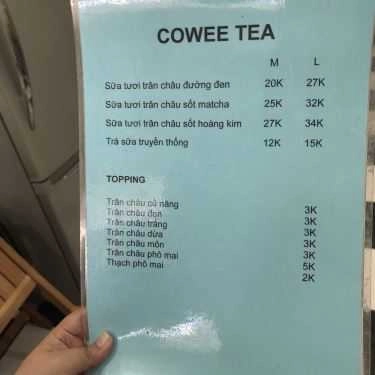 COWEE TEA
M L
Sữa tươi trân châu đường đen 20K 27K
Sữa tươi trân châu sốt matcha 25K 32K
Sữa tươi trân châu sốt hoàng kim 27K 34K
Trà sữa truyền thống 12K 15K
TOPPING
Trân châu củ năng
Trân châu đen 3K
Trân châu trắng 3K
Trân châu dừa 3K
Trân châu môn 3K
Trân châu phô mai 3K
Thạch phô mai 5K
2K